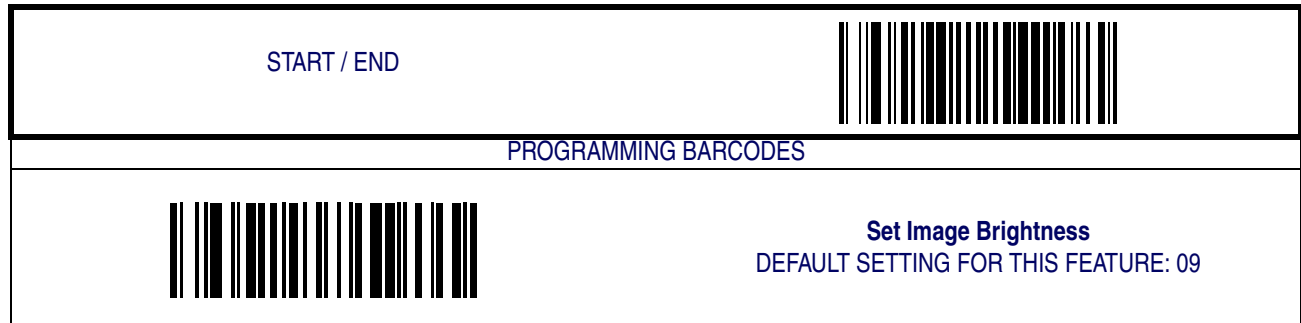 START / END
PROGRAMMING BARCODES
Set Image Brightness
DEFAULT SETTING FOR THIS FEATURE: 09